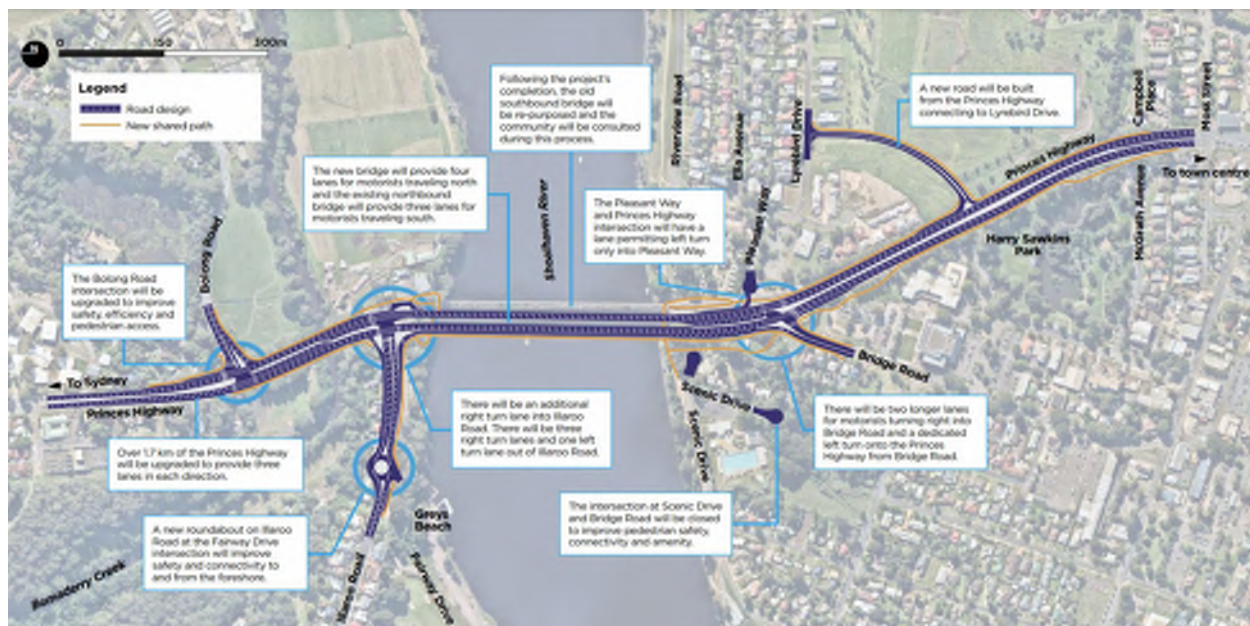 N
0 150 300m
Legend
Road design
New shared path
Following the project's
completion, the old
southbound bridge will
be re-purposed and the
community will be consulted
during this process.
A new road will be built
from the Princes Highway
connecting to Lyrebird Drive.
The new bridge will provide four
lanes for motorists traveling north
and the existing northbound
bridge will provide three lanes for
motorists traveling south.
The Pleasant Way
and Princes Highway
intersection will have a
lane permitting left turn
only into Pleasant Way.
The Bolong Road
intersection will be
upgraded to improve
safety, efficiency and
pedestrian access.
Riverview Road
Elia Avenue
Lyrebird Drive
Pleasant Way
Campbell
Place
Moss Street
Princes Highway
To town centre
McGrath Avenue
Harry Sawkins
Park
Shoalhaven River
Bolong Road
To Sydney
Princes Highway
Bridge Road
Scenic Drive
Scenic Drive
Over 1.7 km of the Princes Highway
will be upgraded to provide three
lanes in each direction.
There will be an additional
right turn lane into Illaroo
Road. There will be three
right turn lanes and one left
turn lane out of Illaroo Road.
There will be two longer lanes
for motorists turning right into
Bridge Road and a dedicated
left turn onto the Princes
Highway from Bridge Road.
The intersection at Scenic Drive
and Bridge Road will be closed
to improve pedestrian safety,
connectivity and amenity.
A new roundabout on Illaroo
Road at the Fairway Drive
intersection will improve
safety and connectivity to
and from the foreshore.
Greys
Beach
Bomaderry Creek
Illaroo Road
Fairway Drive